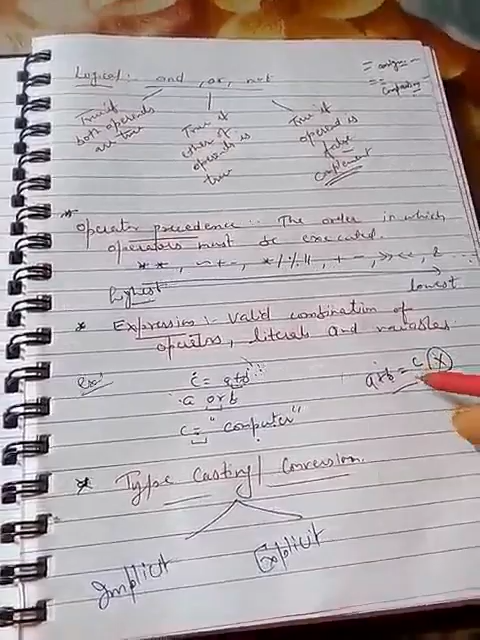 Logical: and, or, not
= assign
== Comparing
True if both operands are true
True if either of operands is true
True if operand is false
complement
* operator precedence :- The order in which
operators must be executed.
**, ~ + -, * / % //, + -, >> <<, & ....
highest
lowest
* Expression :- Valid combination of
operators, literals and variables.
Ex:
c = a+b
a+b = c (X)
a or b
c = "computer"
* Type Casting / Conversion.
Implicit
Explicit